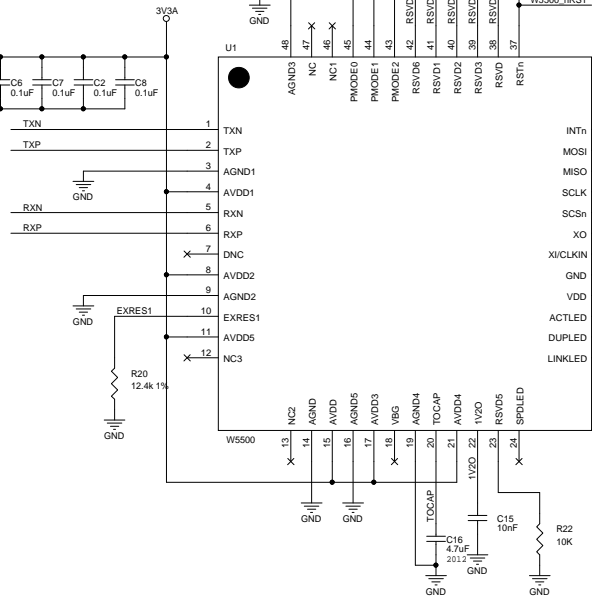 W5500_nRST
3V3A
GND
RSVD
RSVD
RSVD
RSVD
RSVD
U1
48 47 46 45 44 43 42 41 40 39 38 37
AGND3 NC NC1 PMODE0 PMODE1 PMODE2 RSVD6 RSVD1 RSVD2 RSVD3 RSVD RSTn
C6 C7 C2 C8
0.1uF 0.1uF 0.1uF 0.1uF
TXN 1 TXN INTn
TXP 2 TXP MOSI
3 AGND1 MISO
GND
4 AVDD1 SCLK
RXN 5 RXN SCSn
RXP 6 RXP XO
7 DNC XI/CLKIN
8 AVDD2 GND
9 AGND2 VDD
GND
EXRES1 10 EXRES1 ACTLED
11 AVDD5 DUPLED
12 NC3 LINKLED
R20
12.4k 1%
GND
NC2 AGND AVDD AGND5 AVDD3 VBG AGND4 TOCAP AVDD4 1V2O RSVD5 SPDLED
W5500
13 14 15 16 17 18 19 20 21 22 23 24
1V2O
TOCAP
GND GND
C15
10nF
R22
10K
C16
4.7uF
2012
GND
GND
GND